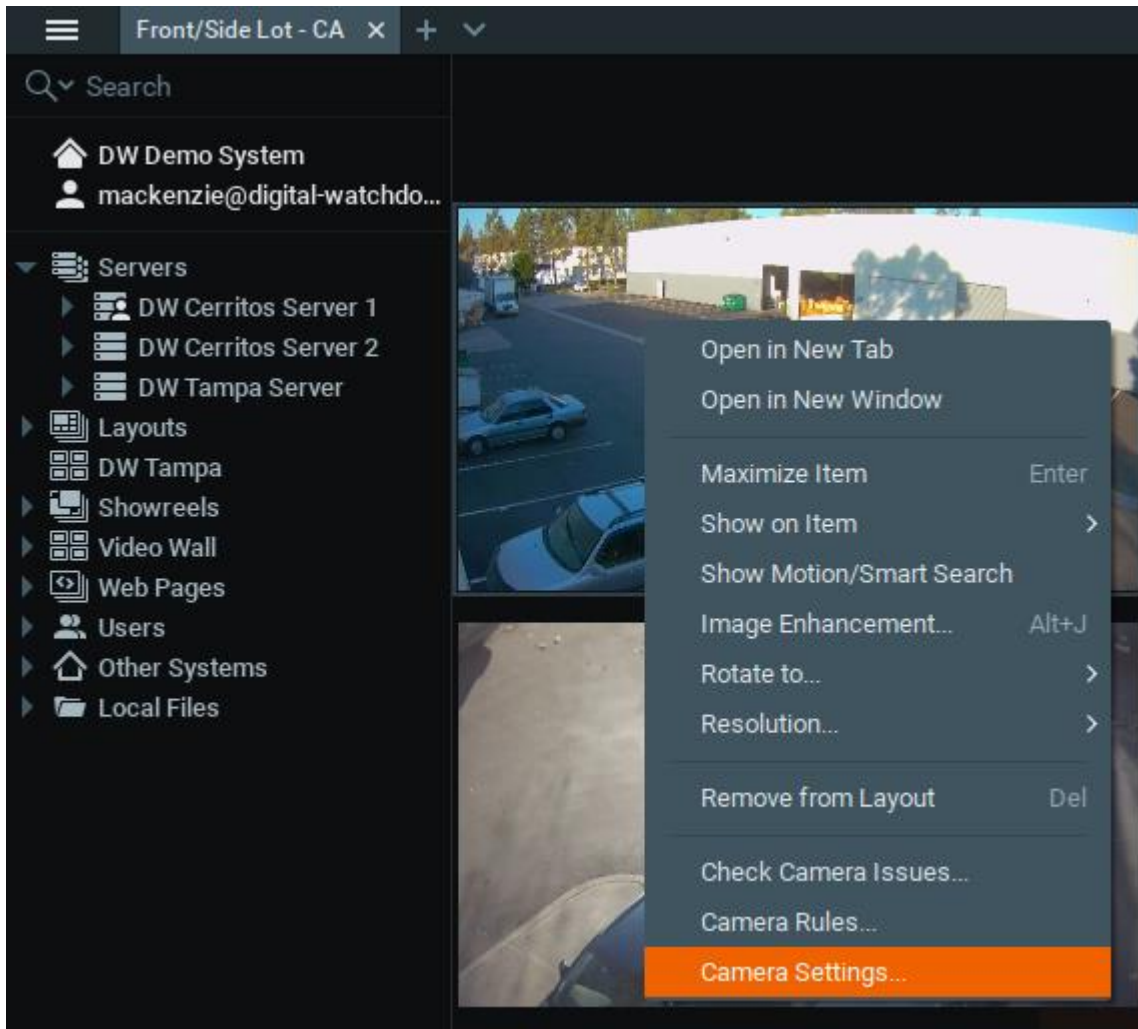 Front/Side Lot - CA
Search
DW Demo System
mackenzie@digital-watchdo...
Servers
DW Cerritos Server 1
DW Cerritos Server 2
DW Tampa Server
Layouts
DW Tampa
Showreels
Video Wall
Web Pages
Users
Other Systems
Local Files
Open in New Tab
Open in New Window
Maximize Item Enter
Show on Item
Show Motion/Smart Search
Image Enhancement... Alt+J
Rotate to...
Resolution...
Remove from Layout Del
Check Camera Issues...
Camera Rules...
Camera Settings...